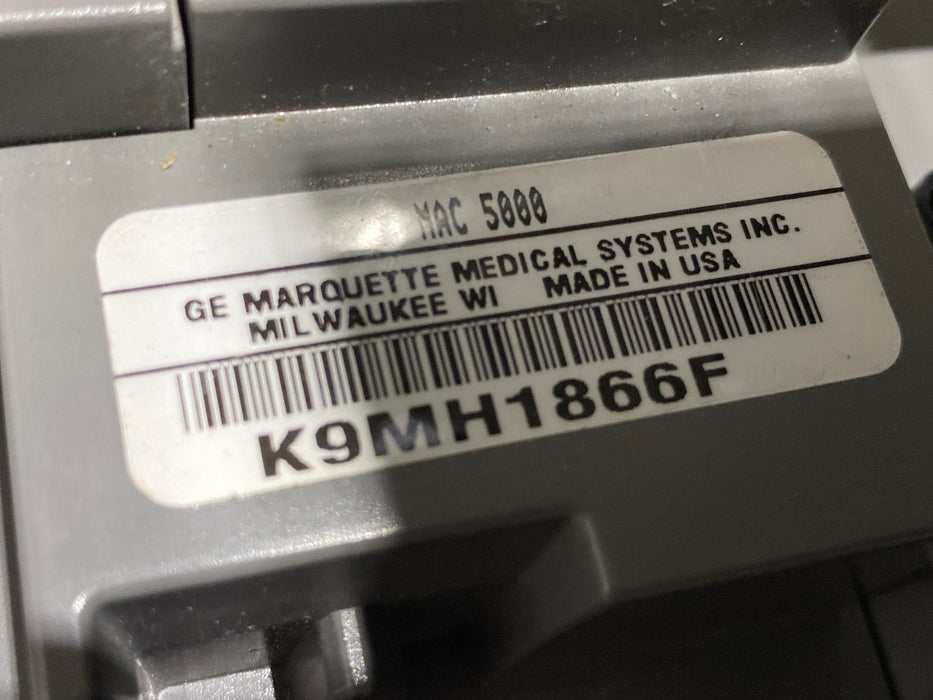 MAC 5000
GE MARQUETTE MEDICAL SYSTEMS INC.
MILWAUKEE WI MADE IN USA
K9MH1866F